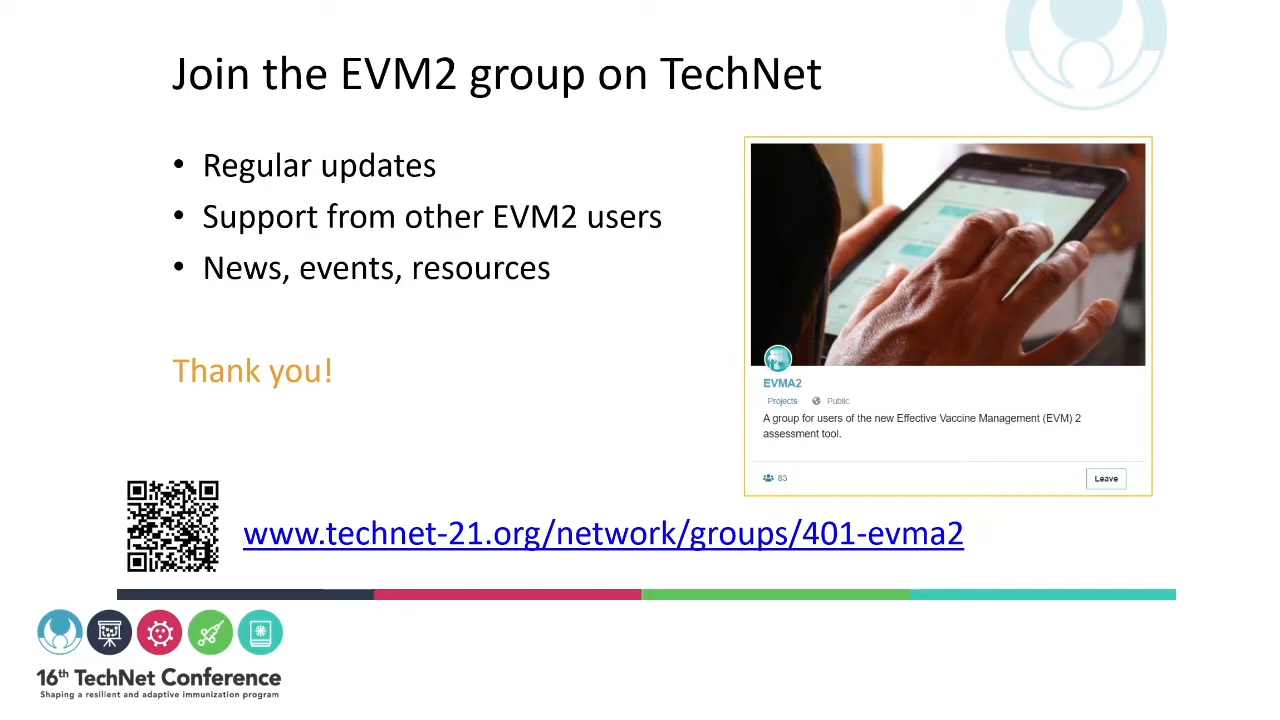 Join the EVM2 group on TechNet
• Regular updates
• Support from other EVM2 users
• News, events, resources
Thank you!
EVMA2
Projects Public
A group for users of the new Effective Vaccine Management (EVM) 2
assessment tool.
83
Leave
www.technet-21.org/network/groups/401-evma2
16th TechNet Conference
Shaping a resilient and adaptive immunization program